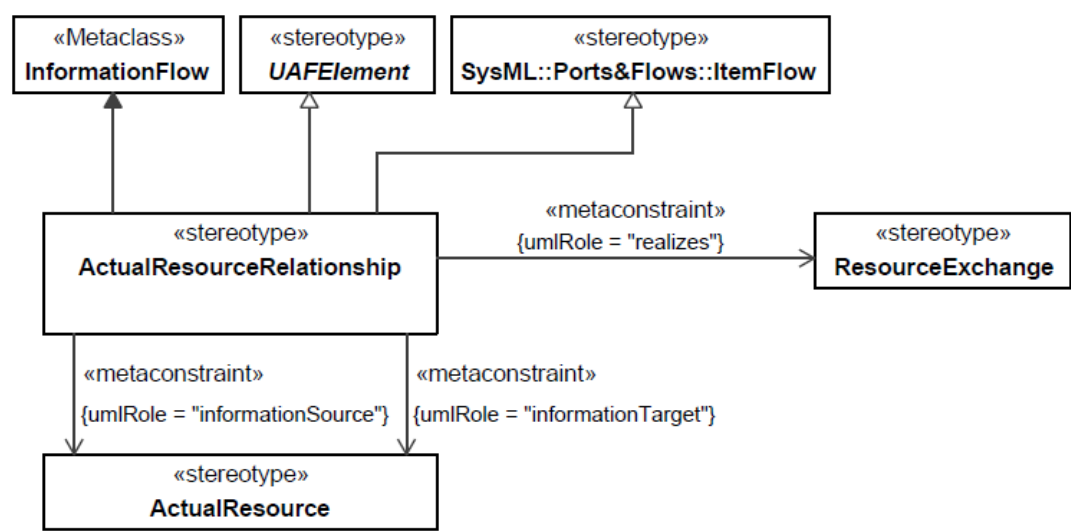 «Metaclass»
InformationFlow
«stereotype»
UAFElement
«stereotype»
SysML::Ports&Flows::ItemFlow
«stereotype»
ActualResourceRelationship
«metaconstraint»
{umlRole = "realizes"}
«stereotype»
ResourceExchange
«metaconstraint»
{umlRole = "informationSource"}
«metaconstraint»
{umlRole = "informationTarget"}
«stereotype»
ActualResource